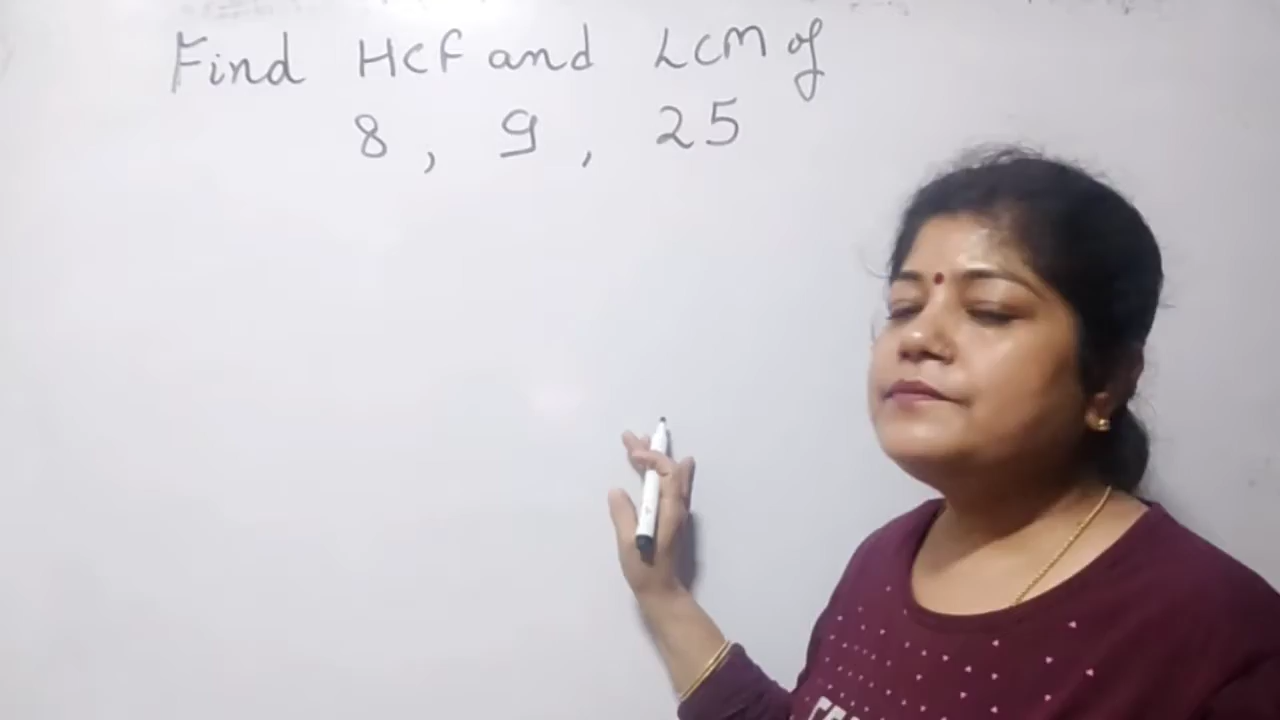 Find HCF and LCM of
8, 9, 25